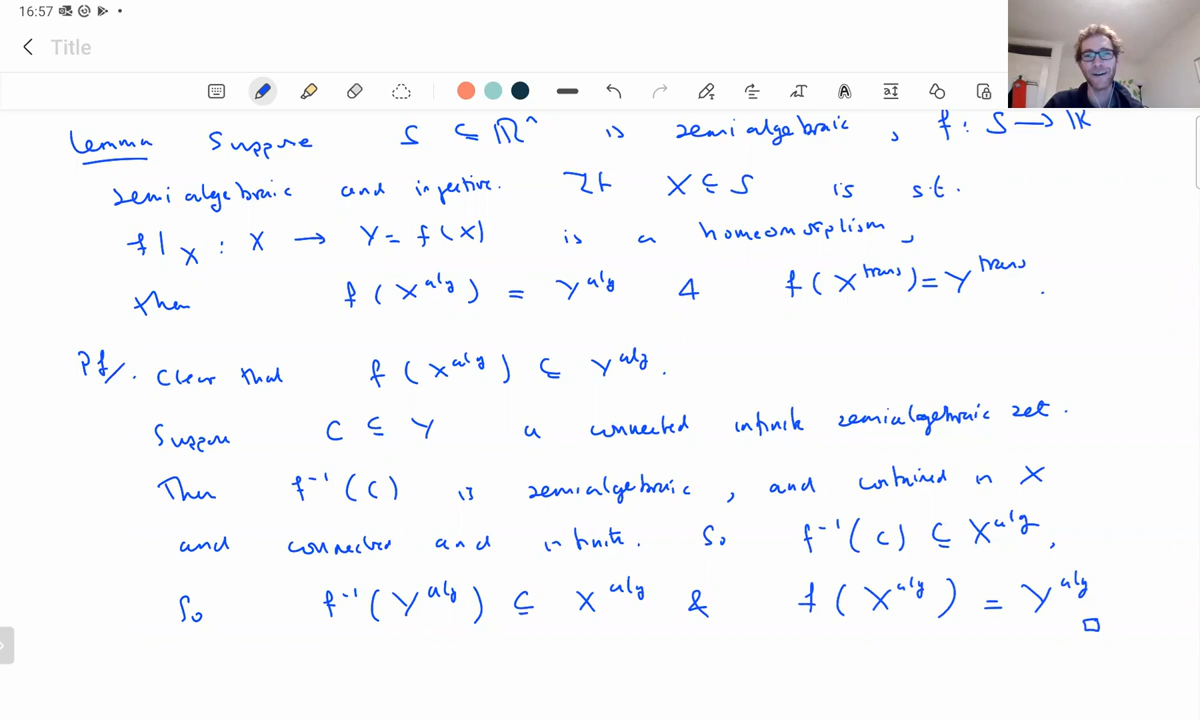 16:57
Title
Lemma Suppose S ⊆ ℝⁿ is semialgebraic, f : S → ℝ
semialgebraic and injective. If X ⊆ S is s.t.
f|_X : X → Y = f(X) is a homeomorphism,
then f(X^alg) = Y^alg & f(X^trans) = Y^trans.
Pf/. Clear that f(X^alg) ⊆ Y^alg.
Suppose C ⊆ Y a connected infinite semialgebraic set.
Then f⁻¹(C) is semialgebraic, and contained in X
and connected and infinite. So f⁻¹(C) ⊆ X^alg,
So f⁻¹(Y^alg) ⊆ X^alg & f(X^alg) = Y^alg □